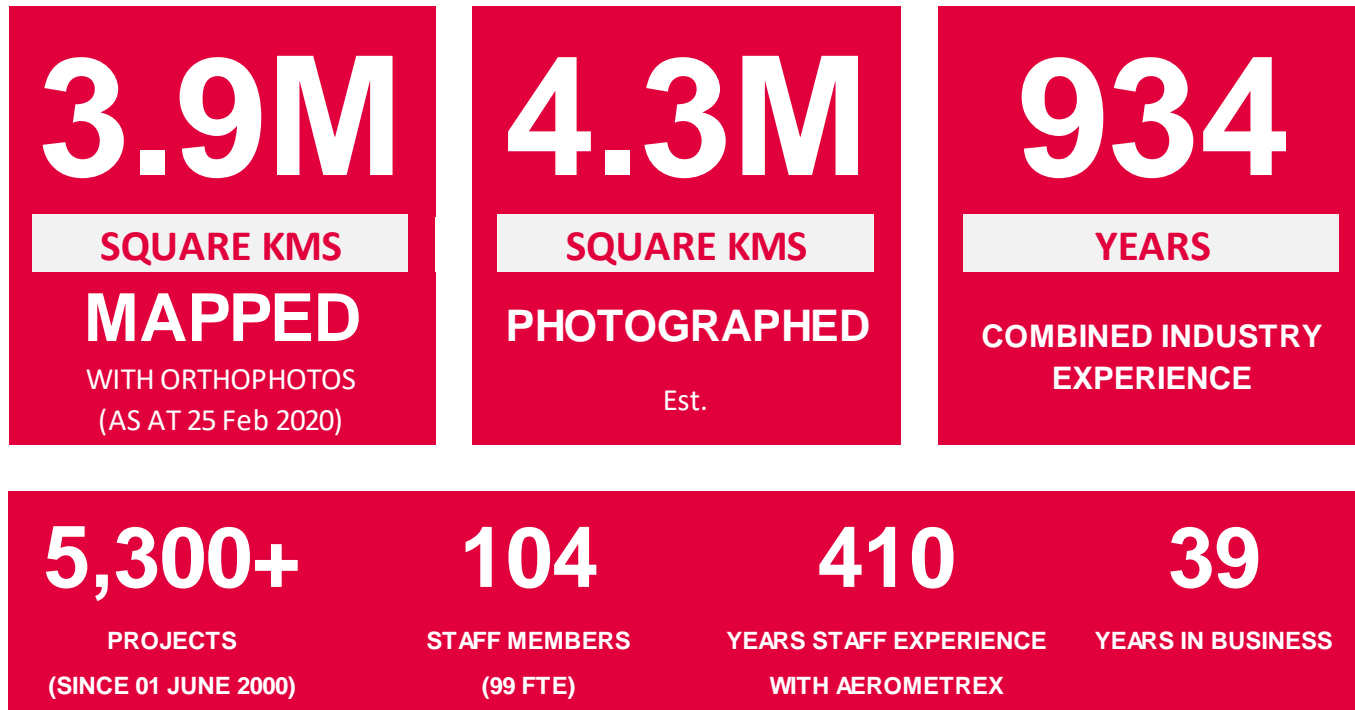 3.9M
SQUARE KMS
MAPPED
WITH ORTHOPHOTOS
(AS AT 25 Feb 2020)
4.3M
SQUARE KMS
PHOTOGRAPHED
Est.
934
YEARS
COMBINED INDUSTRY
EXPERIENCE
5,300+
PROJECTS
(SINCE 01 JUNE 2000)
104
STAFF MEMBERS
(99 FTE)
410
YEARS STAFF EXPERIENCE
WITH AEROMETREX
39
YEARS IN BUSINESS